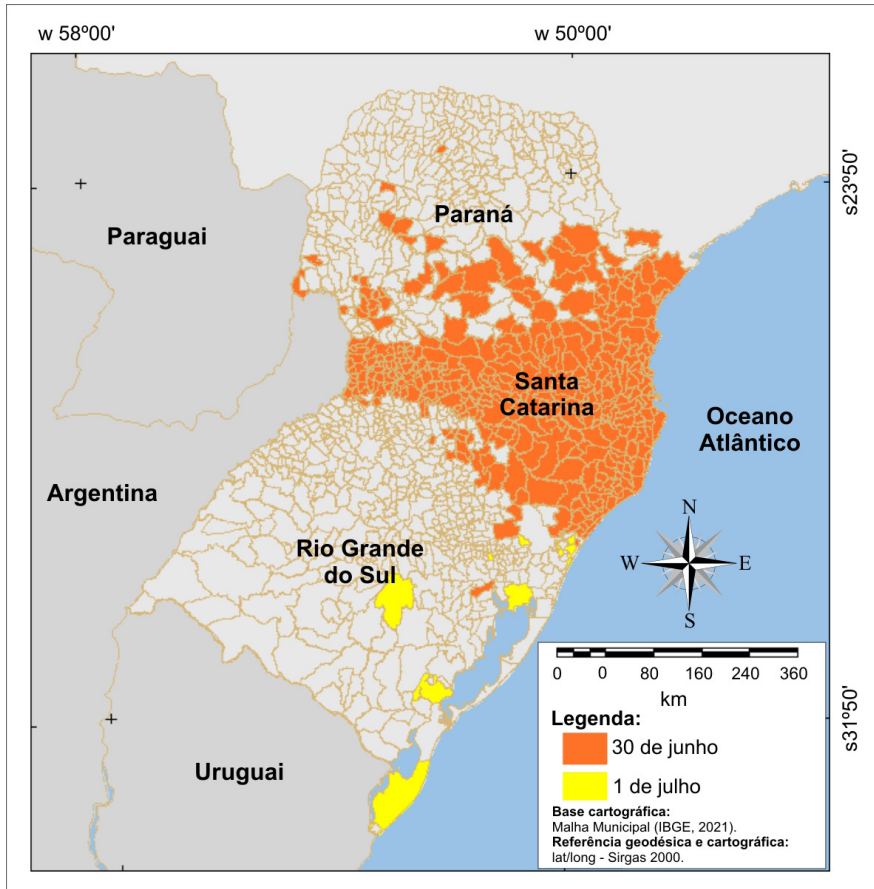 w 58º00'
w 50º00'
s23º50'
Paraná
Paraguai
Santa
Catarina
Oceano
Atlântico
Argentina
Rio Grande
do Sul
N
W
E
S
s31º50'
Uruguai
0 0 80 160 240 360
km
Legenda:
30 de junho
1 de julho
Base cartográfica:
Malha Municipal (IBGE, 2021).
Referência geodésica e cartográfica:
lat/long - Sirgas 2000.